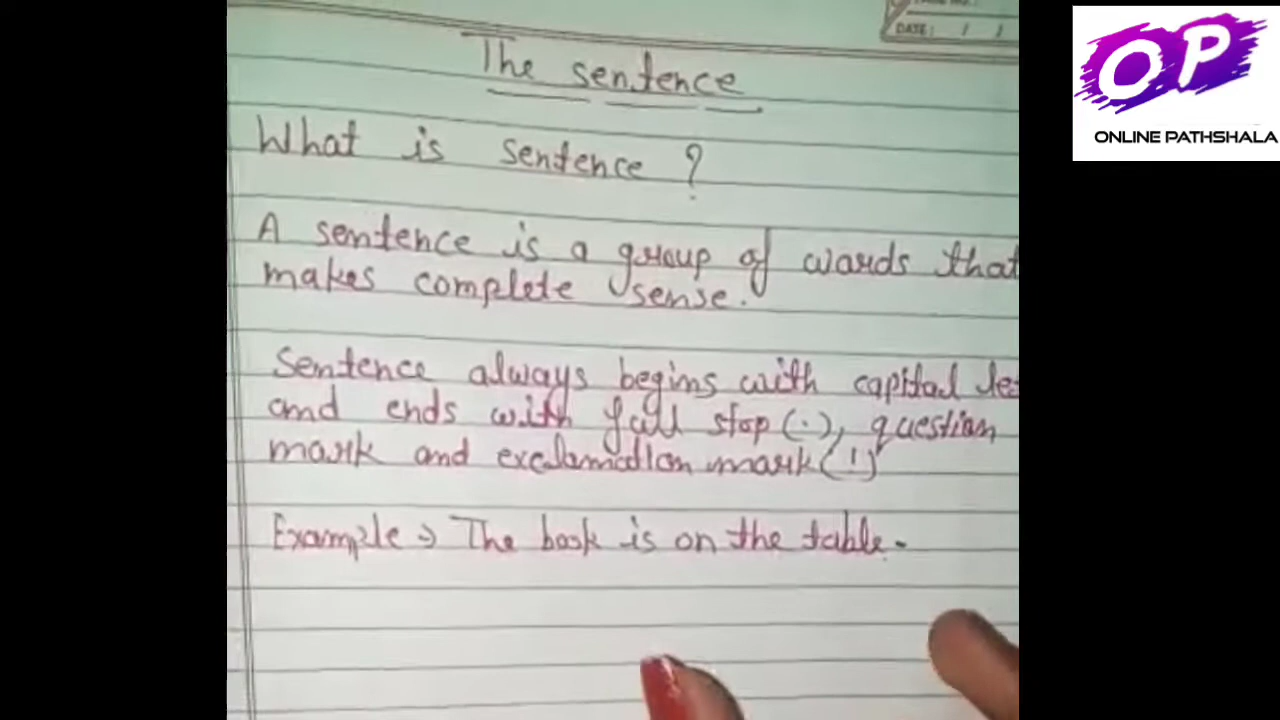 DATE: / /
OP
ONLINE PATHSHALA
The sentence
What is sentence ?
A sentence is a group of words that
makes complete sense.
Sentence always begins with capital
and ends with full stop (.), question
mark and exclamation mark (!)
Example → The book is on the table.